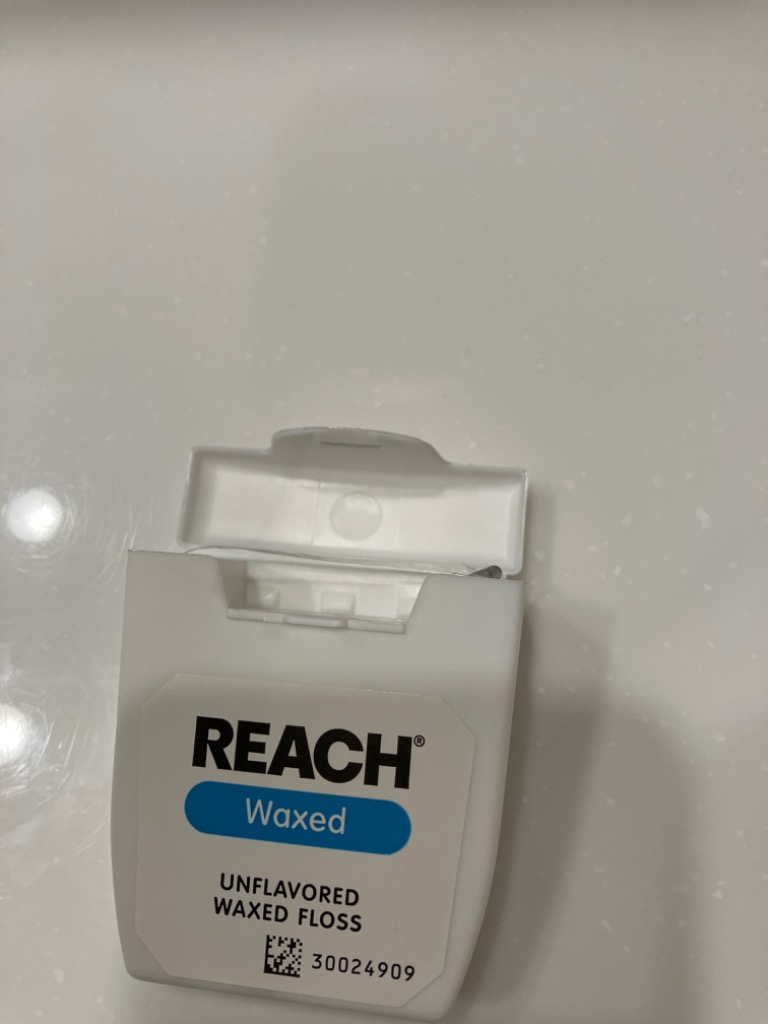 REACH®
Waxed
UNFLAVORED
WAXED FLOSS
30024909